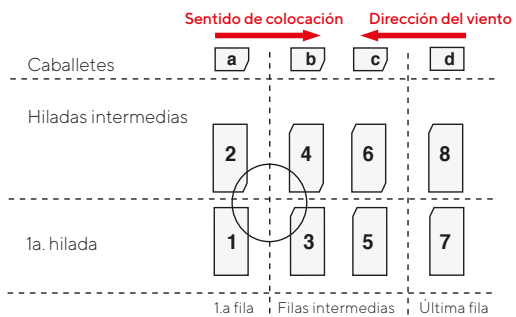 Sentido de colocación Dirección del viento
Caballetes a b c d
Hiladas intermedias
2 4 6 8
1a. hilada 1 3 5 7
1.a fila Filas intermedias Última fila